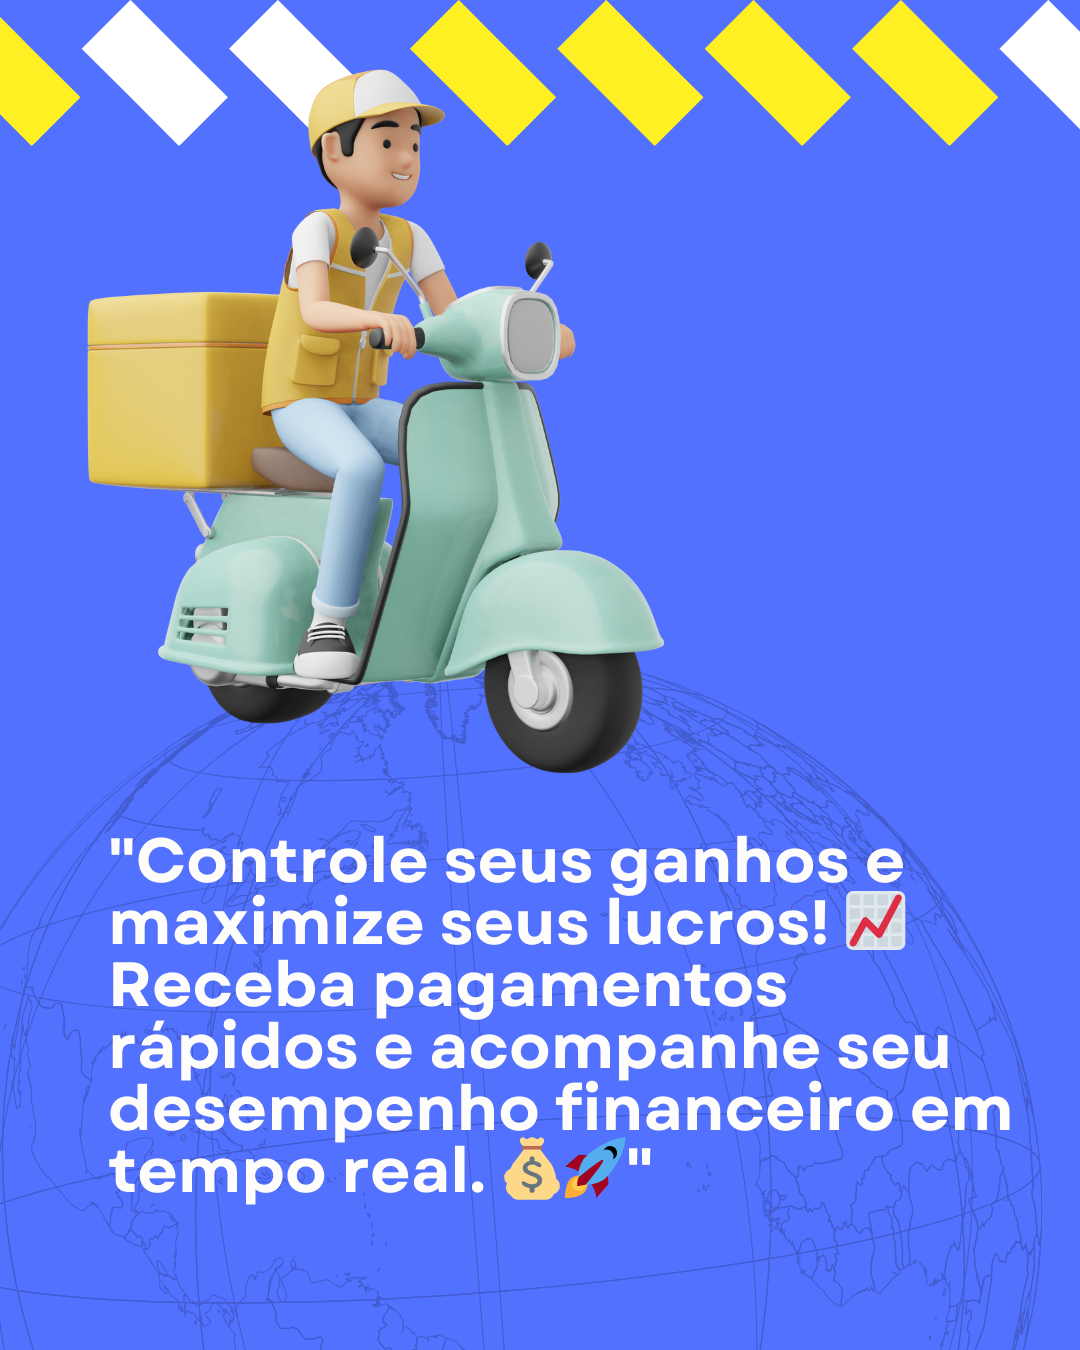 "Controle seus ganhos e
maximize seus lucros! 📈
Receba pagamentos
rápidos e acompanhe seu
desempenho financeiro em
tempo real. 💰🚀"